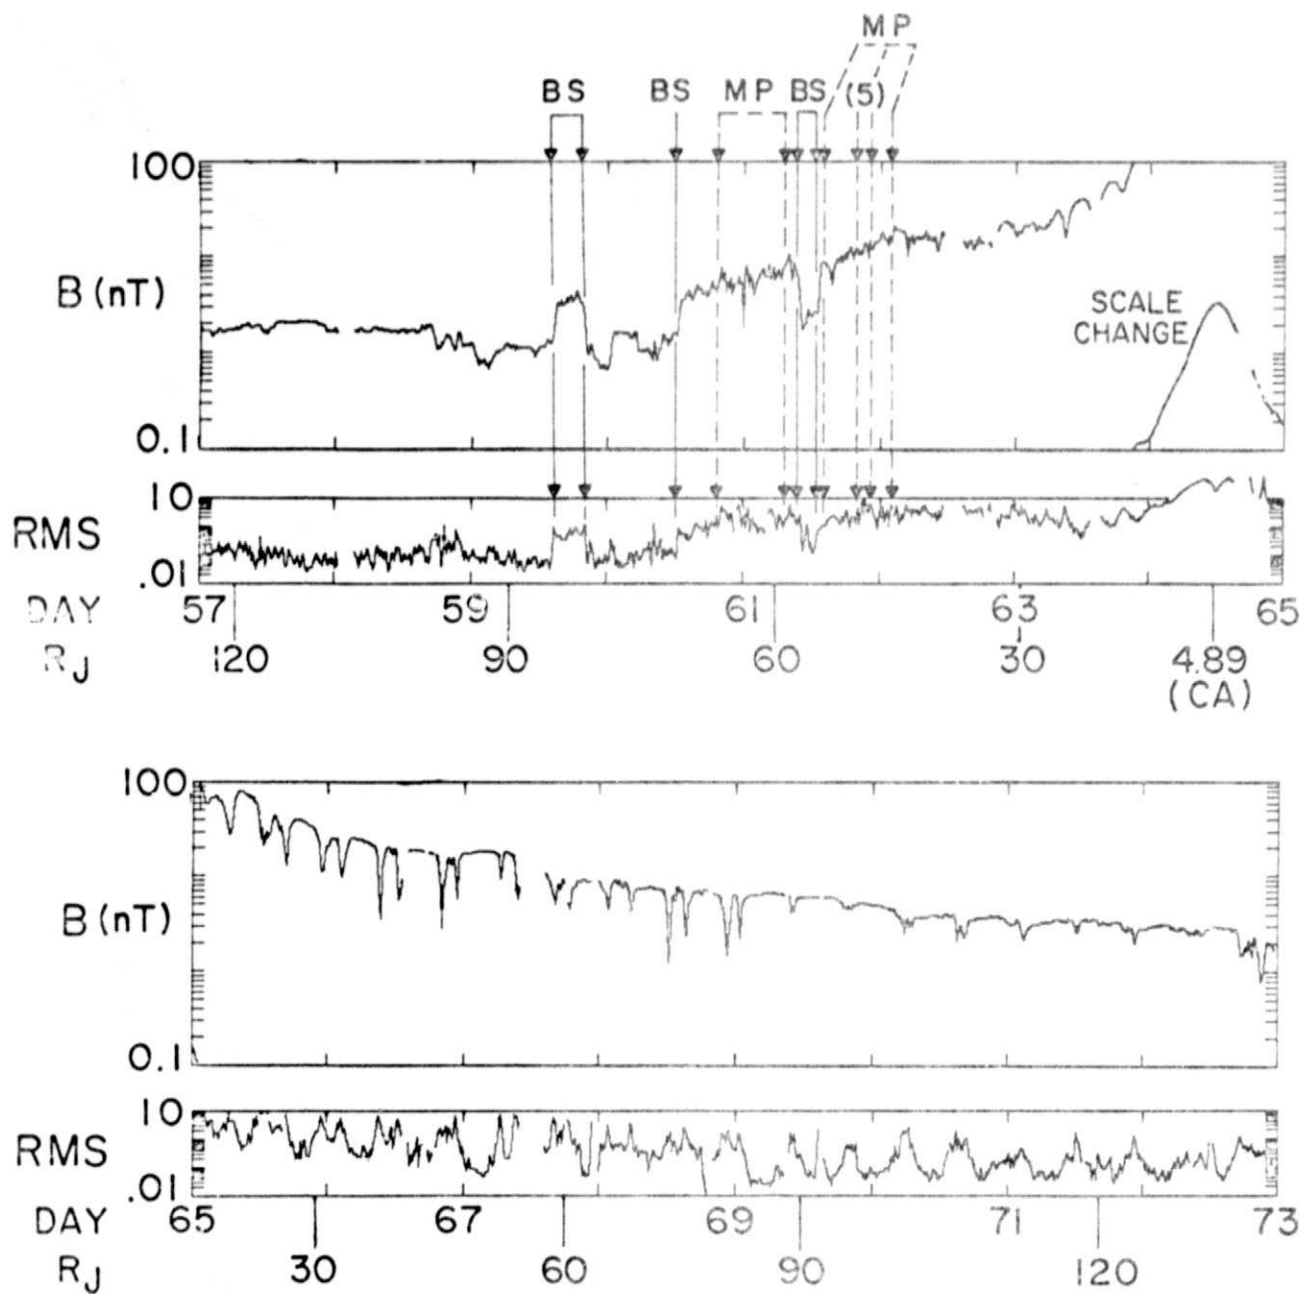 MP
BS BS MP BS (5)
100
B (nT)
SCALE
CHANGE
0.1
10
RMS
.01
DAY 57 59 61 63 65
RJ 120 90 60 30 4.89
(CA)
100
B (nT)
0.1
10
RMS
.01
DAY 65 67 69 71 73
RJ 30 60 90 120